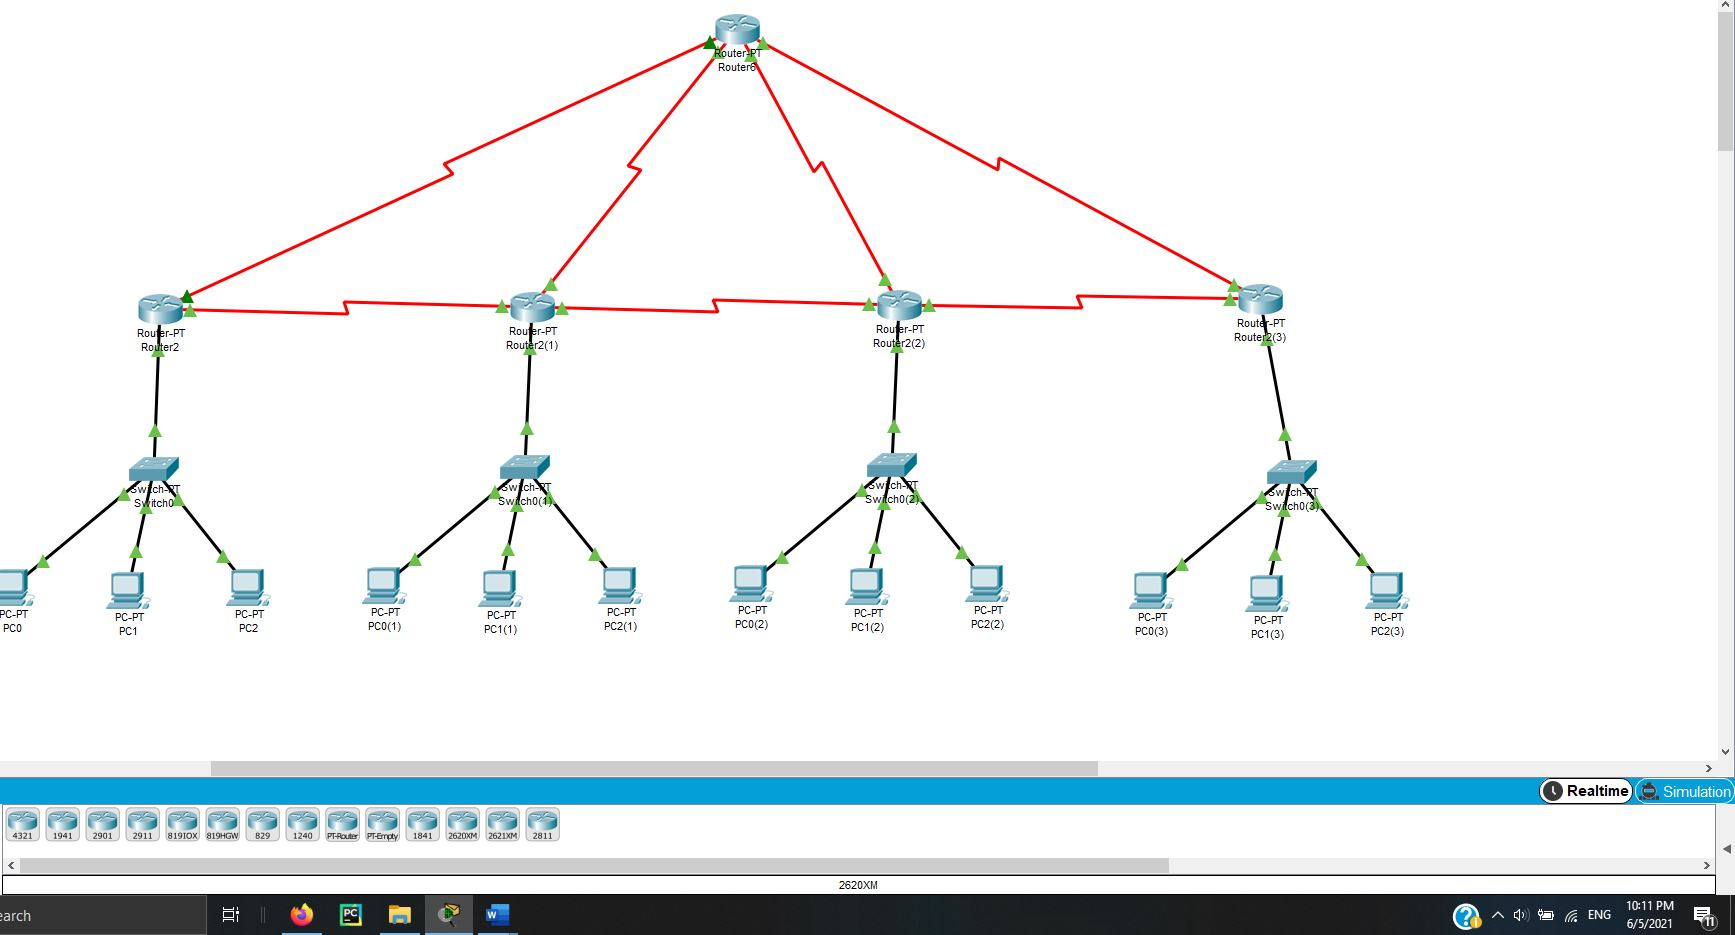 Router-PT
Router6
Router-PT
Router2
Router-PT
Router2(1)
Router-PT
Router2(2)
Router-PT
Router2(3)
Switch-PT
Switch0
Switch-PT
Switch0(1)
Switch-PT
Switch0(2)
Switch-PT
Switch0(3)
PC-PT
PC0
PC-PT
PC1
PC-PT
PC2
PC-PT
PC0(1)
PC-PT
PC1(1)
PC-PT
PC2(1)
PC-PT
PC0(2)
PC-PT
PC1(2)
PC-PT
PC2(2)
PC-PT
PC0(3)
PC-PT
PC1(3)
PC-PT
PC2(3)
Realtime
Simulation
4321
1941
2901
2911
819IOX
819HGW
829
1240
PT-Router
PT-Empty
1841
2620XM
2621XM
2811
2620XM
earch
PC
W
ENG
10:11 PM
6/5/2021
11